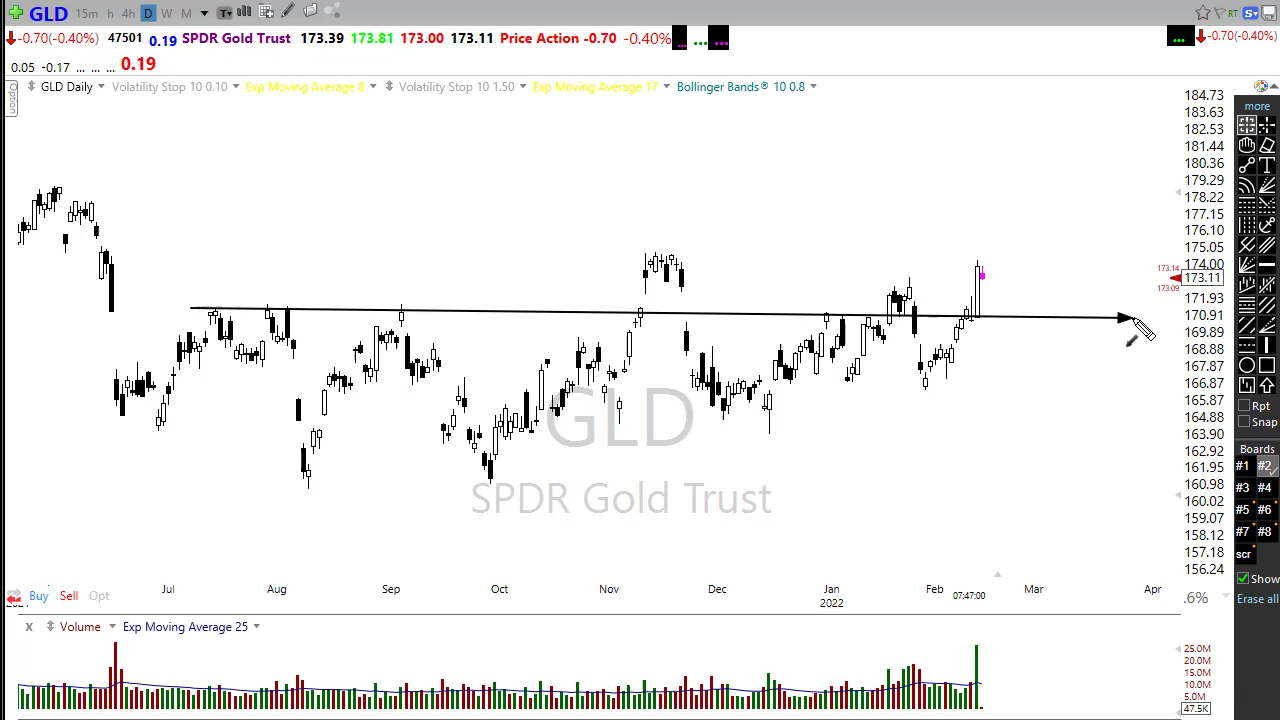 GLD 15m h 4h D W M T RT S
-0.70(-0.40%) 47501 0.19 SPDR Gold Trust 173.39 173.81 173.00 173.11 Price Action -0.70 -0.40% ... ... ... ... -0.70(-0.40%)
0.05 -0.17 ... ... ... 0.19
Option
GLD Daily Volatility Stop 10 0.10 Exp Moving Average 8 Volatility Stop 10 1.50 Exp Moving Average 17 Bollinger Bands® 10 0.8
184.73
183.63
182.53
181.44
180.36
179.29
178.22
177.15
176.10
175.05
174.00
173.14
173.11
173.09
171.93
170.91
169.89
168.88
167.87
166.87
165.87
164.88
163.90
162.92
161.95
160.98
160.02
159.07
158.12
157.18
156.24
GLD
SPDR Gold Trust
Jul Aug Sep Oct Nov Dec Jan Feb Mar Apr
2022 07:47:00
Buy Sell Opt .6%
x Volume Exp Moving Average 25
25.0M
20.0M
15.0M
10.0M
5.0M
47.5K
more
T
Rpt
Snap
Boards
#1 #2
#3 #4
#5 #6
#7 #8
scr
Show
Erase all